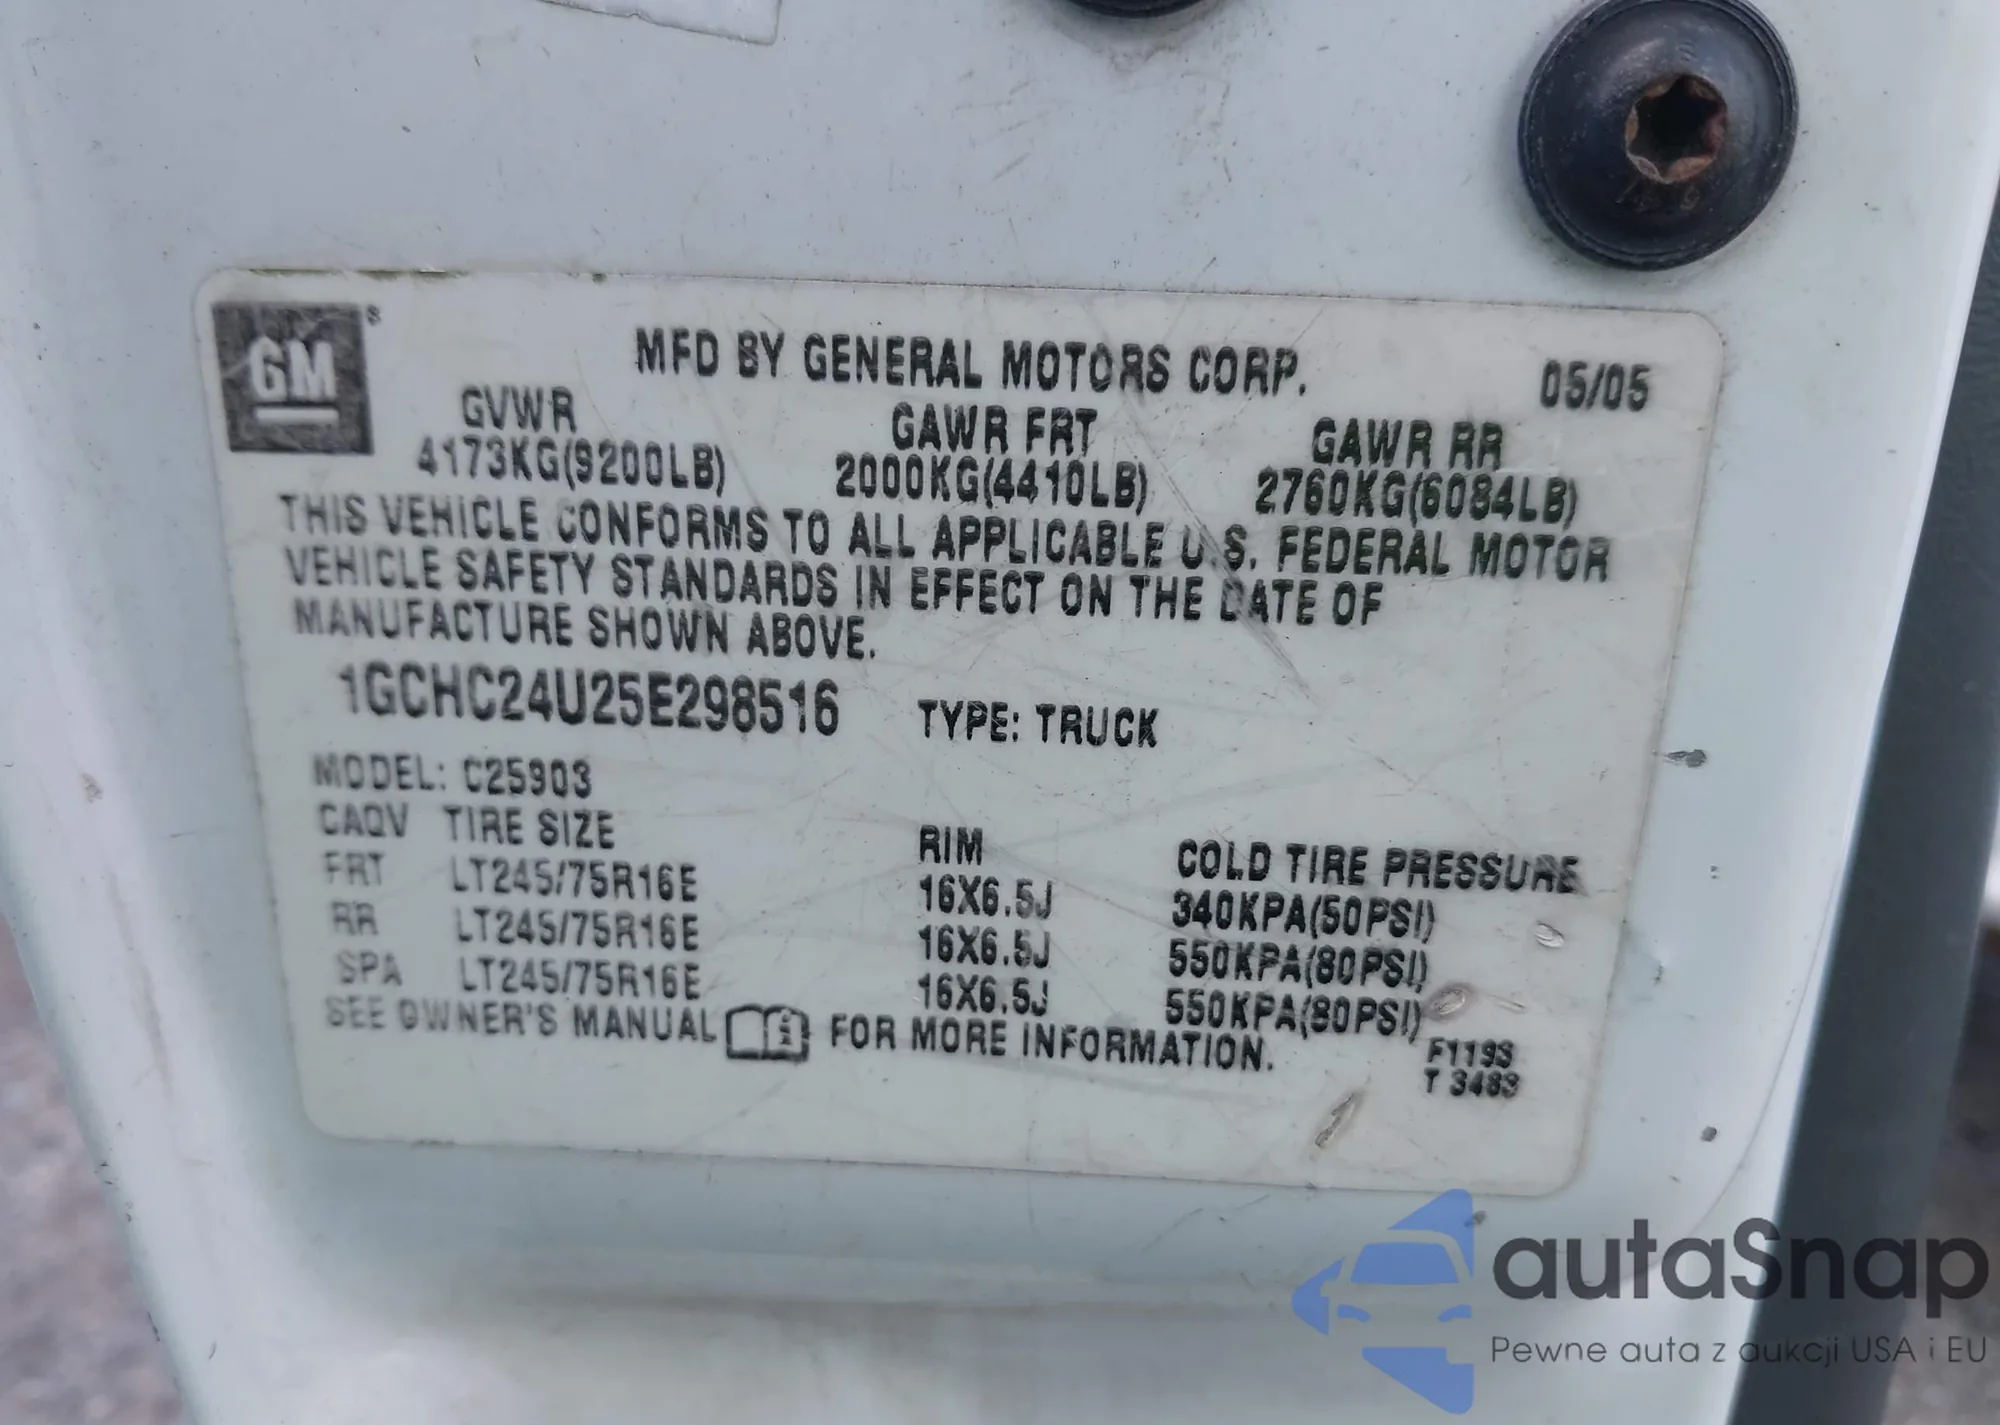 GM
MFD BY GENERAL MOTORS CORP. 05/05
GVWR GAWR FRT GAWR RR
4173KG(9200LB) 2000KG(4410LB) 2760KG(6084LB)
THIS VEHICLE CONFORMS TO ALL APPLICABLE U.S. FEDERAL MOTOR
VEHICLE SAFETY STANDARDS IN EFFECT ON THE DATE OF
MANUFACTURE SHOWN ABOVE.
1GCHC24U25E298516 TYPE: TRUCK
MODEL: C25903
CAQV TIRE SIZE RIM COLD TIRE PRESSURE
FRT LT245/75R16E 16X6.5J 340KPA(50PSI)
RR LT245/75R16E 16X6.5J 550KPA(80PSI)
SPA LT245/75R16E 16X6.5J 550KPA(80PSI)
SEE OWNER'S MANUAL FOR MORE INFORMATION.
F119S
T 3483
autaSnap
Pewne auta z aukcji USA i EU